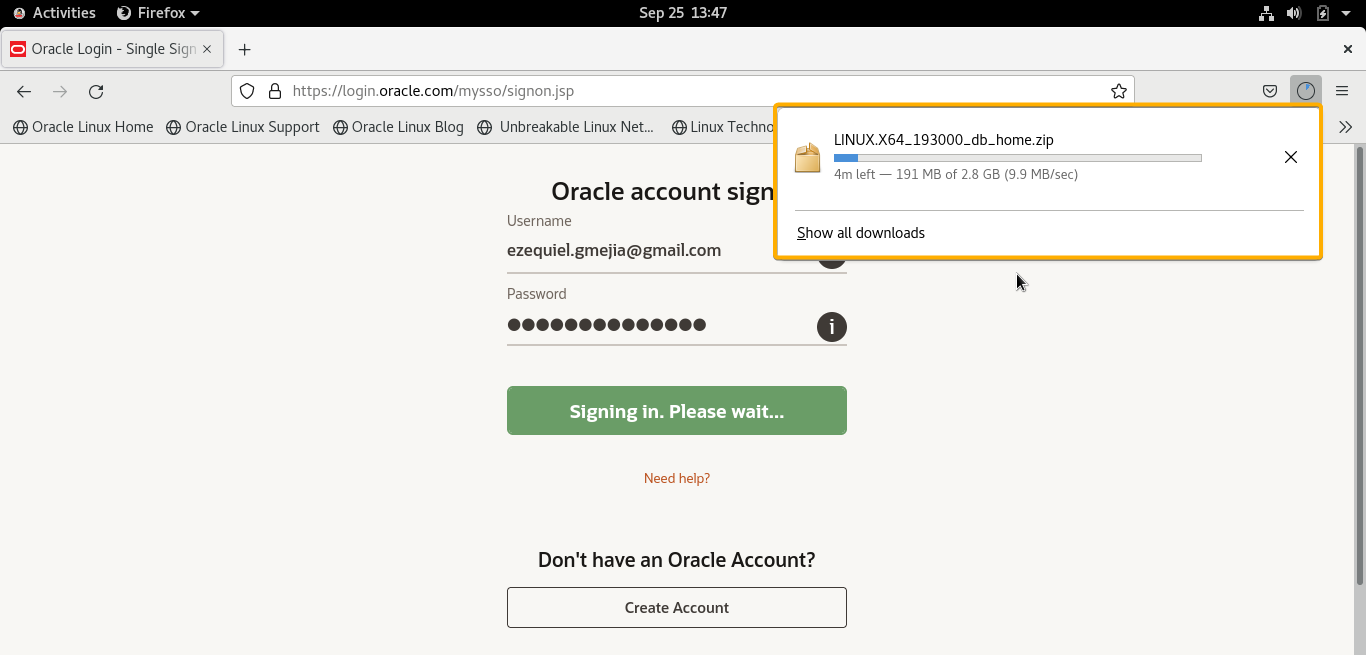 Activities Firefox Sep 25 13:47
Oracle Login - Single Sign
https://login.oracle.com/mysso/signon.jsp
Oracle Linux Home Oracle Linux Support Oracle Linux Blog Unbreakable Linux Net... Linux Techno
LINUX.X64_193000_db_home.zip
4m left — 191 MB of 2.8 GB (9.9 MB/sec)
Show all downloads
Oracle account sign
Username
ezequiel.gmejia@gmail.com
Password
●●●●●●●●●●●●●●
i
Signing in. Please wait...
Need help?
Don't have an Oracle Account?
Create Account